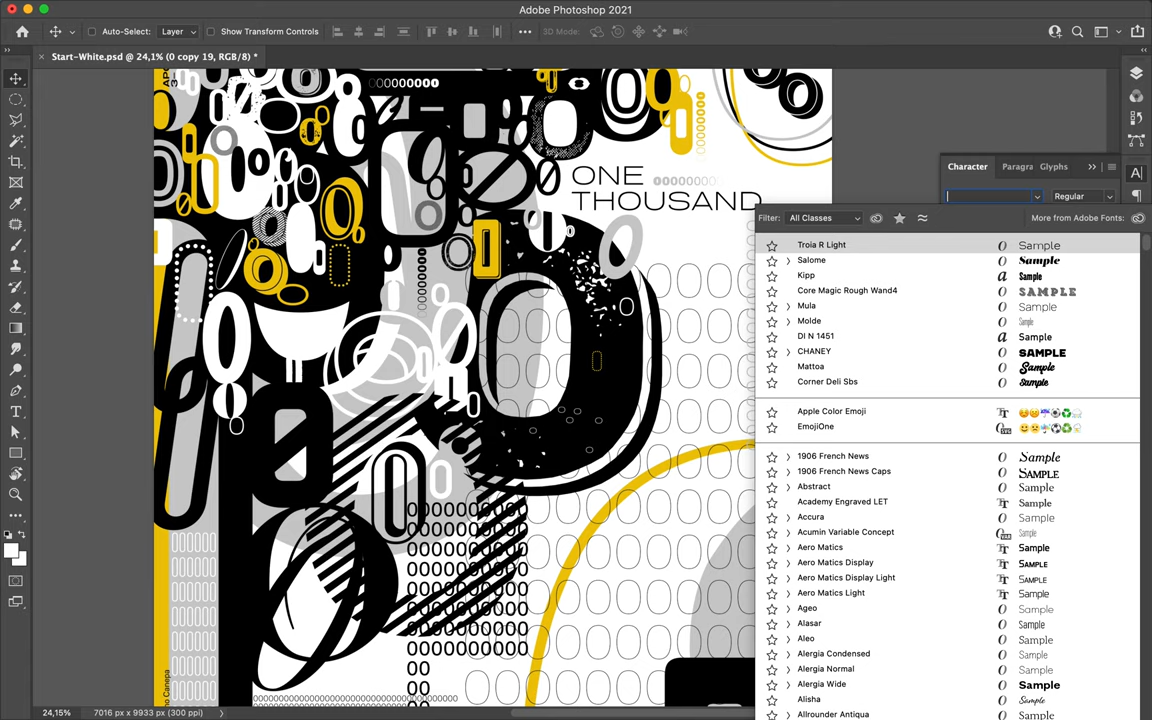 Adobe Photoshop 2021
Auto-Select:
Layer
Show Transform Controls
3D Mode:
Start-White.psd @ 24,1% (0 copy 19, RGB/8) *
ONE
THOUSAND
Character
Paragra
Glyphs
Regular
Filter:
All Classes
More from Adobe Fonts:
Troia R Light Sample
Salome Sample
Kipp Sample
Core Magic Rough Wand4 SAMPLE
Mula Sample
Molde Sample
DI N 1451 Sample
CHANEY SAMPLE
Mattoa Sample
Corner Deli Sbs Sample
Apple Color Emoji
EmojiOne
1906 French News Sample
1906 French News Caps SAMPLE
Abstract Sample
Academy Engraved LET Sample
Accura Sample
Acumin Variable Concept Sample
Aero Matics Sample
Aero Matics Display SAMPLE
Aero Matics Display Light SAMPLE
Aero Matics Light Sample
Ageo Sample
Alasar Sample
Aleo Sample
Alergia Condensed Sample
Alergia Normal Sample
Alergia Wide Sample
Alisha Sample
Allrounder Antiqua Sample
24,15%
7016 px x 9933 px (300 ppi)